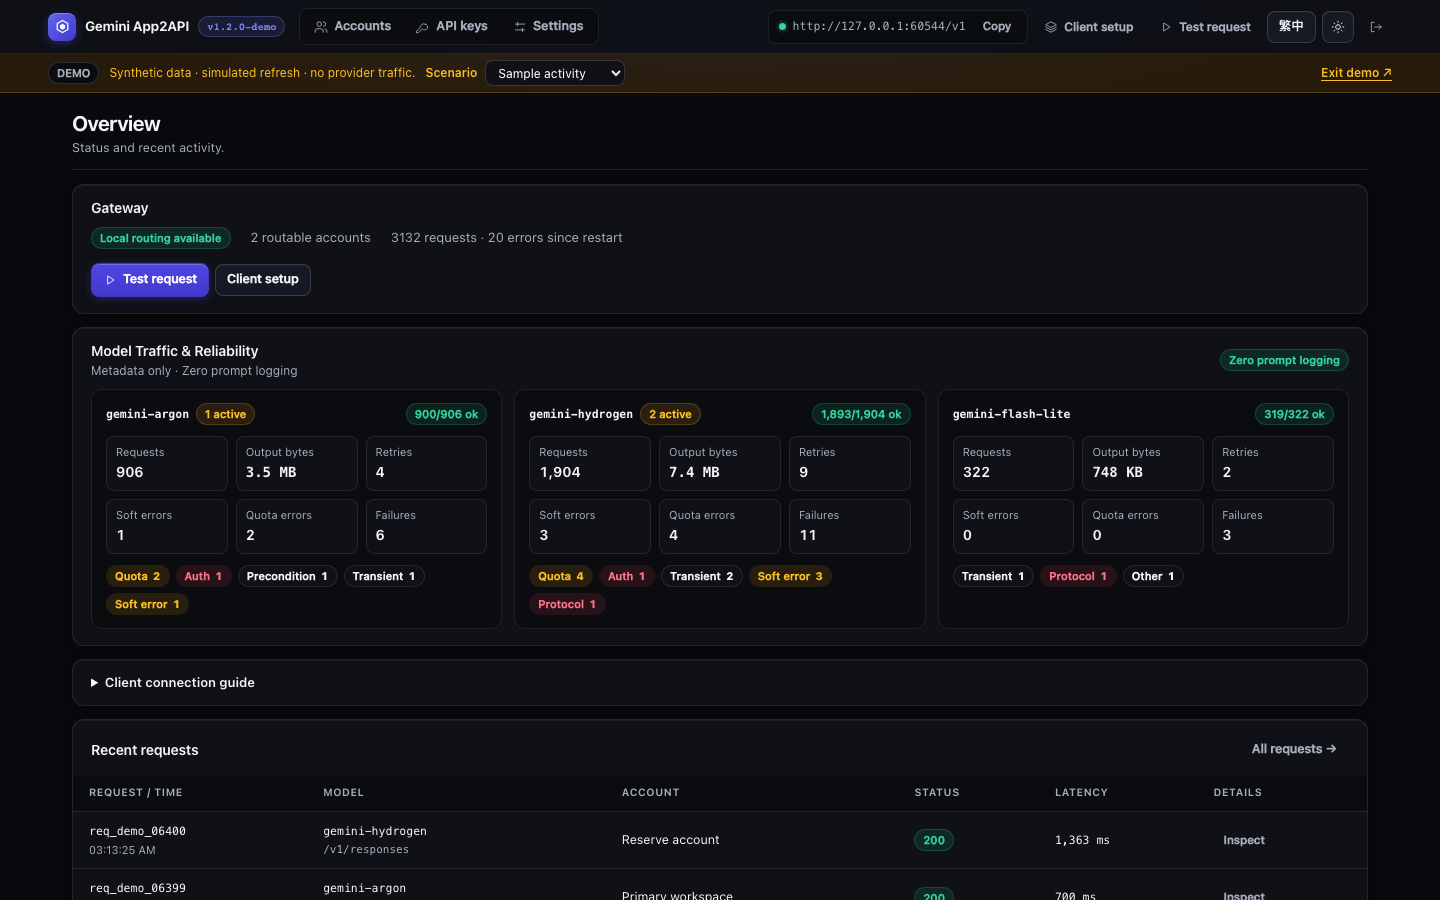 Gemini App2API v1.2.0-demo Accounts API keys Settings http://127.0.0.1:60544/v1 Copy Client setup Test request 繁中
DEMO Synthetic data · simulated refresh · no provider traffic. Scenario Sample activity Exit demo ↗
Overview
Status and recent activity.
Gateway
Local routing available 2 routable accounts 3132 requests · 20 errors since restart
Test request Client setup
Model Traffic & Reliability
Metadata only · Zero prompt logging
Zero prompt logging
gemini-argon 1 active 900/906 ok
Requests Output bytes Retries
906 3.5 MB 4
Soft errors Quota errors Failures
1 2 6
Quota 2 Auth 1 Precondition 1 Transient 1
Soft error 1
gemini-hydrogen 2 active 1,893/1,904 ok
Requests Output bytes Retries
1,904 7.4 MB 9
Soft errors Quota errors Failures
3 4 11
Quota 4 Auth 1 Transient 2 Soft error 3
Protocol 1
gemini-flash-lite 319/322 ok
Requests Output bytes Retries
322 748 KB 2
Soft errors Quota errors Failures
0 0 3
Transient 1 Protocol 1 Other 1
Client connection guide
Recent requests All requests →
REQUEST / TIME MODEL ACCOUNT STATUS LATENCY DETAILS
req_demo_06400 gemini-hydrogen Reserve account 200 1,363 ms Inspect
03:13:25 AM /v1/responses
req_demo_06399 gemini-argon Primary workspace 200 700 ms Inspect